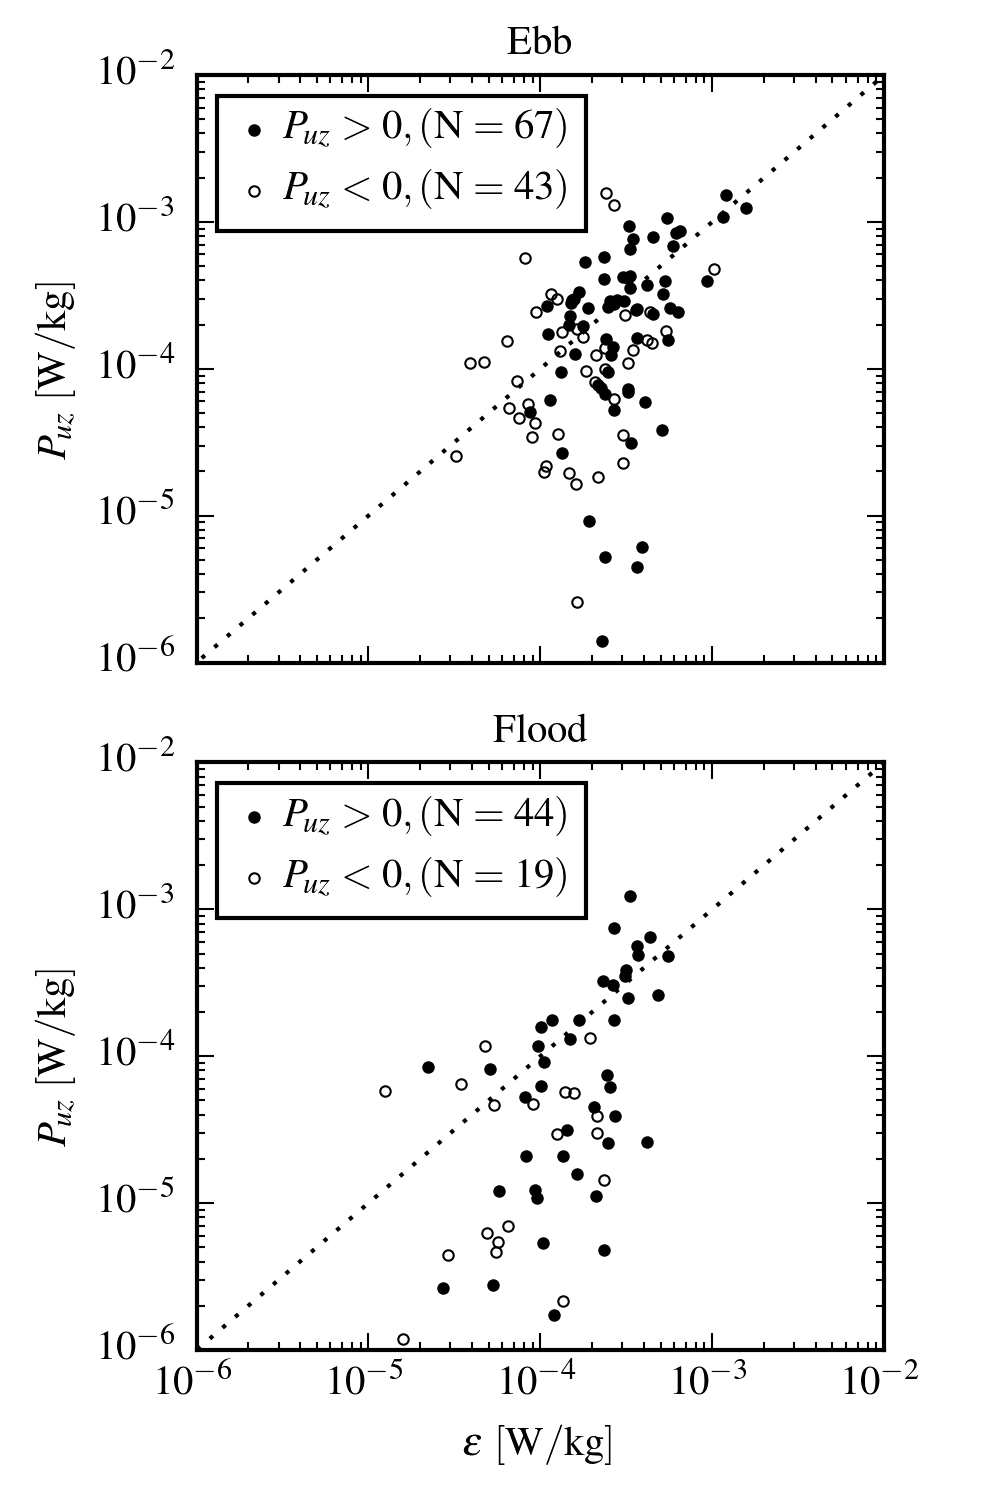 Ebb
10⁻²
P_uz > 0, (N = 67)
P_uz < 0, (N = 43)
10⁻³
P_uz [W/kg]
10⁻⁴
10⁻⁵
10⁻⁶
Flood
10⁻²
P_uz > 0, (N = 44)
P_uz < 0, (N = 19)
10⁻³
P_uz [W/kg]
10⁻⁴
10⁻⁵
10⁻⁶
10⁻⁶ 10⁻⁵ 10⁻⁴ 10⁻³ 10⁻²
ε [W/kg]